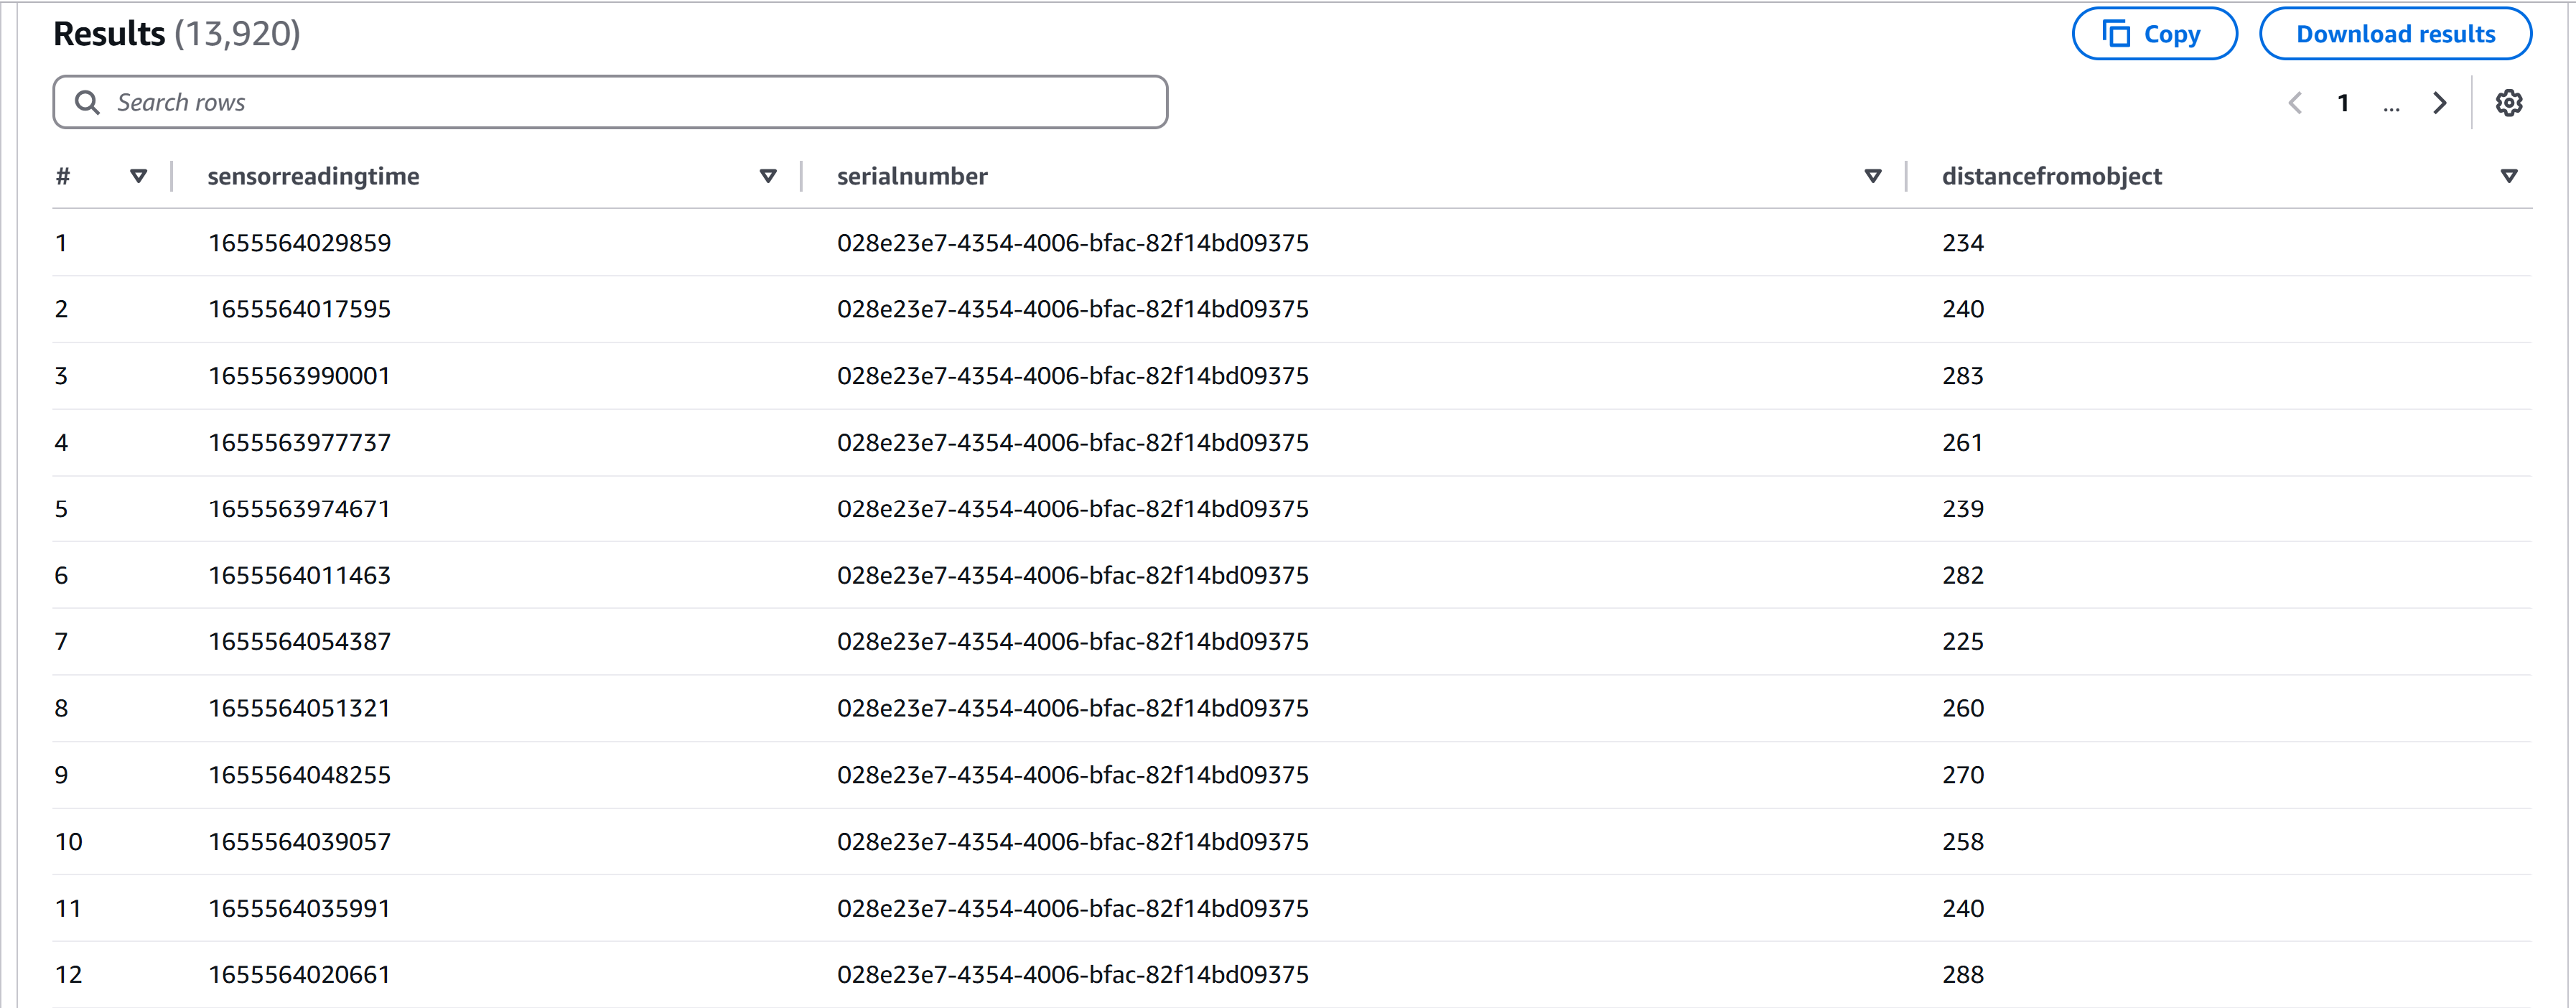 Results (13,920) Copy Download results
Search rows 1 ...
# sensorreadingtime serialnumber distancefromobject
1 1655564029859 028e23e7-4354-4006-bfac-82f14bd09375 234
2 1655564017595 028e23e7-4354-4006-bfac-82f14bd09375 240
3 1655563990001 028e23e7-4354-4006-bfac-82f14bd09375 283
4 1655563977737 028e23e7-4354-4006-bfac-82f14bd09375 261
5 1655563974671 028e23e7-4354-4006-bfac-82f14bd09375 239
6 1655564011463 028e23e7-4354-4006-bfac-82f14bd09375 282
7 1655564054387 028e23e7-4354-4006-bfac-82f14bd09375 225
8 1655564051321 028e23e7-4354-4006-bfac-82f14bd09375 260
9 1655564048255 028e23e7-4354-4006-bfac-82f14bd09375 270
10 1655564039057 028e23e7-4354-4006-bfac-82f14bd09375 258
11 1655564035991 028e23e7-4354-4006-bfac-82f14bd09375 240
12 1655564020661 028e23e7-4354-4006-bfac-82f14bd09375 288